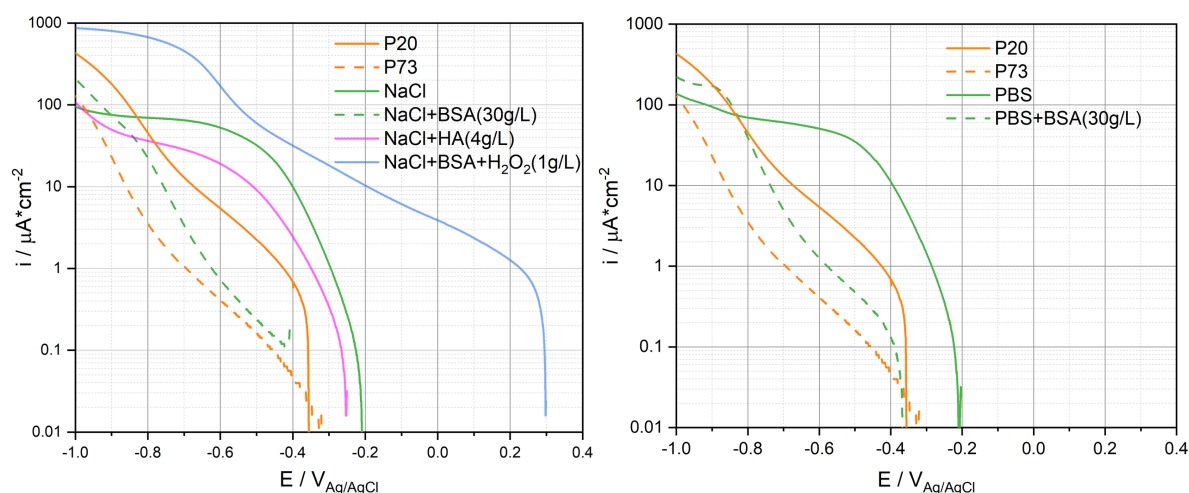 1000
100
10
1
0.1
0.01
i / µA*cm⁻²
P20
P73
NaCl
NaCl+BSA(30g/L)
NaCl+HA(4g/L)
NaCl+BSA+H₂O₂(1g/L)
-1.0 -0.8 -0.6 -0.4 -0.2 0.0 0.2 0.4
E / V_Ag/AgCl
1000
100
10
1
0.1
0.01
i / µA*cm⁻²
P20
P73
PBS
PBS+BSA(30g/L)
-1.0 -0.8 -0.6 -0.4 -0.2 0.0 0.2 0.4
E / V_Ag/AgCl